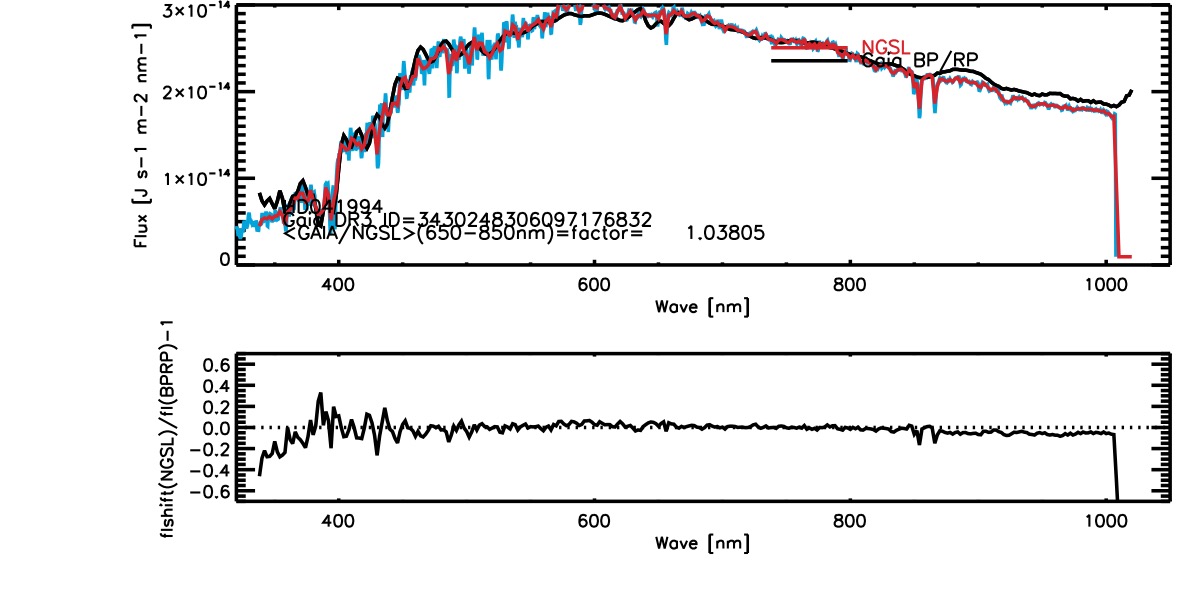 3×10−14
2×10−14
1×10−14
0
Flux [J s−1 m−2 nm−1]
NGSL
Gaia BP/RP
HD041994
Gaia DR3 ID=3430248306097176832
<GAIA/NGSL>(650−850nm)=factor= 1.03805
400 600 800 1000
Wave [nm]
flshift(NGSL)/fl(BPRP)−1
0.6
0.4
0.2
0.0
−0.2
−0.4
−0.6
400 600 800 1000
Wave [nm]